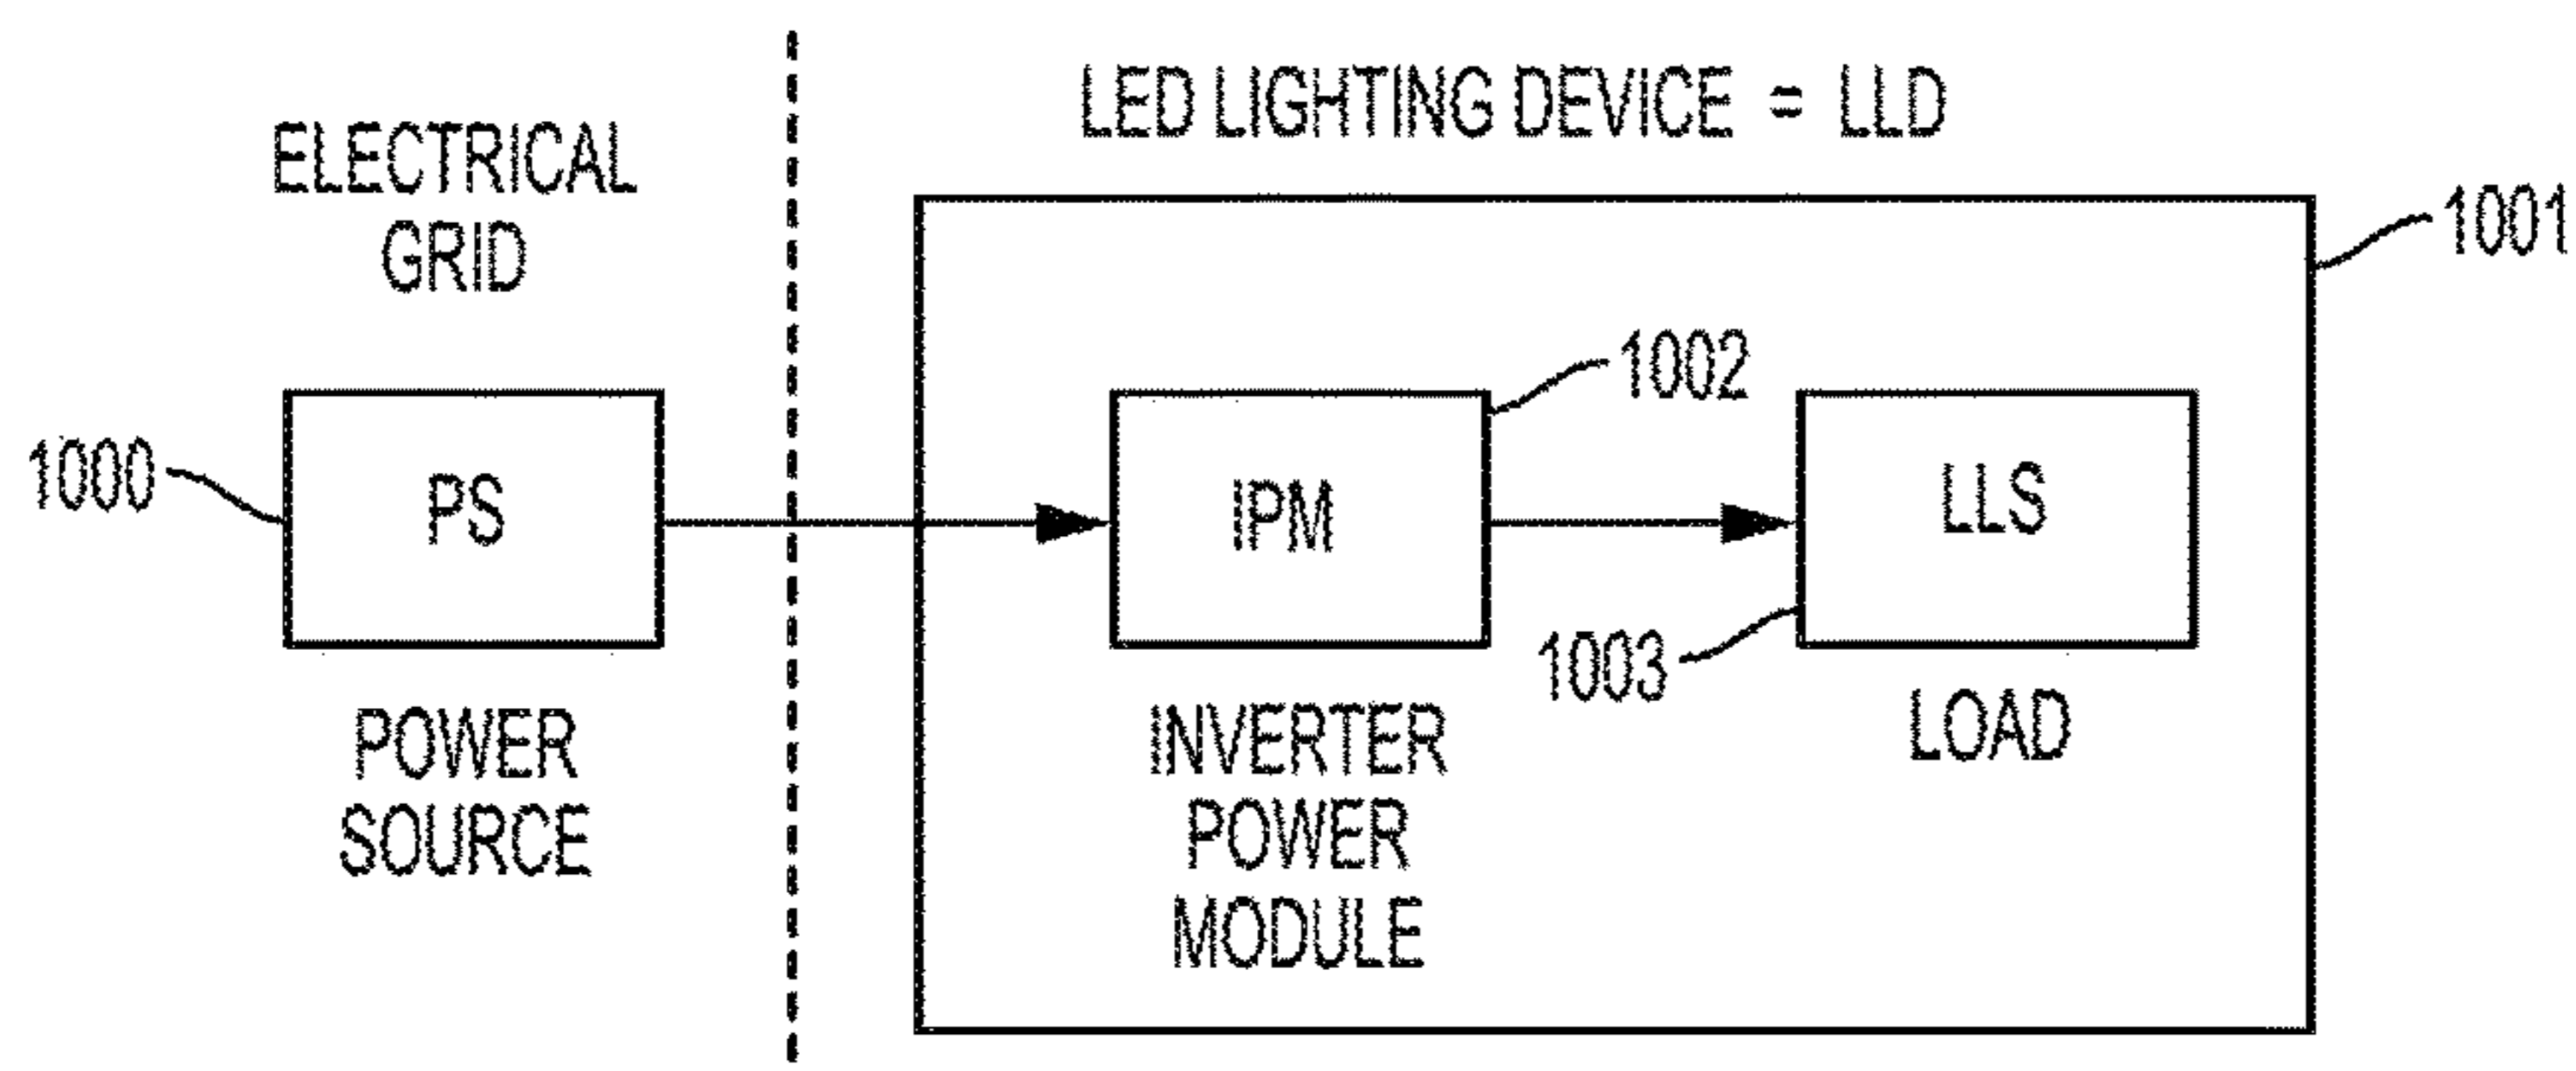 ELECTRICAL
GRID
1000
PS
POWER
SOURCE
LED LIGHTING DEVICE = LLD
1001
1002
IPM
INVERTER
POWER
MODULE
LLS
1003
LOAD